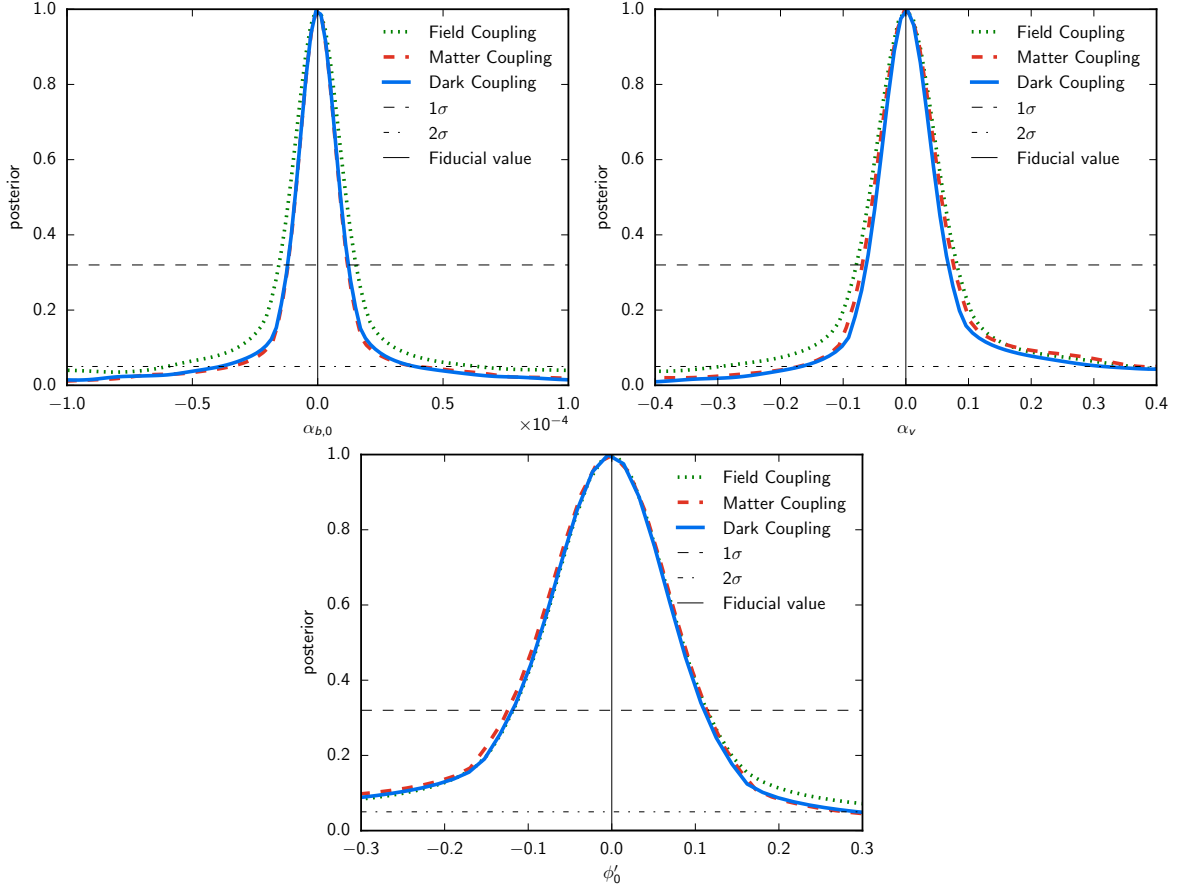 1.0
0.8
0.6
0.4
0.2
0.0
posterior
Field Coupling
Matter Coupling
Dark Coupling
1σ
2σ
Fiducial value
−1.0 −0.5 0.0 0.5 1.0
α_{b,0}
×10⁻⁴
1.0
0.8
0.6
0.4
0.2
0.0
posterior
Field Coupling
Matter Coupling
Dark Coupling
1σ
2σ
Fiducial value
−0.4 −0.3 −0.2 −0.1 0.0 0.1 0.2 0.3 0.4
α_v
1.0
0.8
0.6
0.4
0.2
0.0
posterior
Field Coupling
Matter Coupling
Dark Coupling
1σ
2σ
Fiducial value
−0.3 −0.2 −0.1 0.0 0.1 0.2 0.3
ϕ′₀